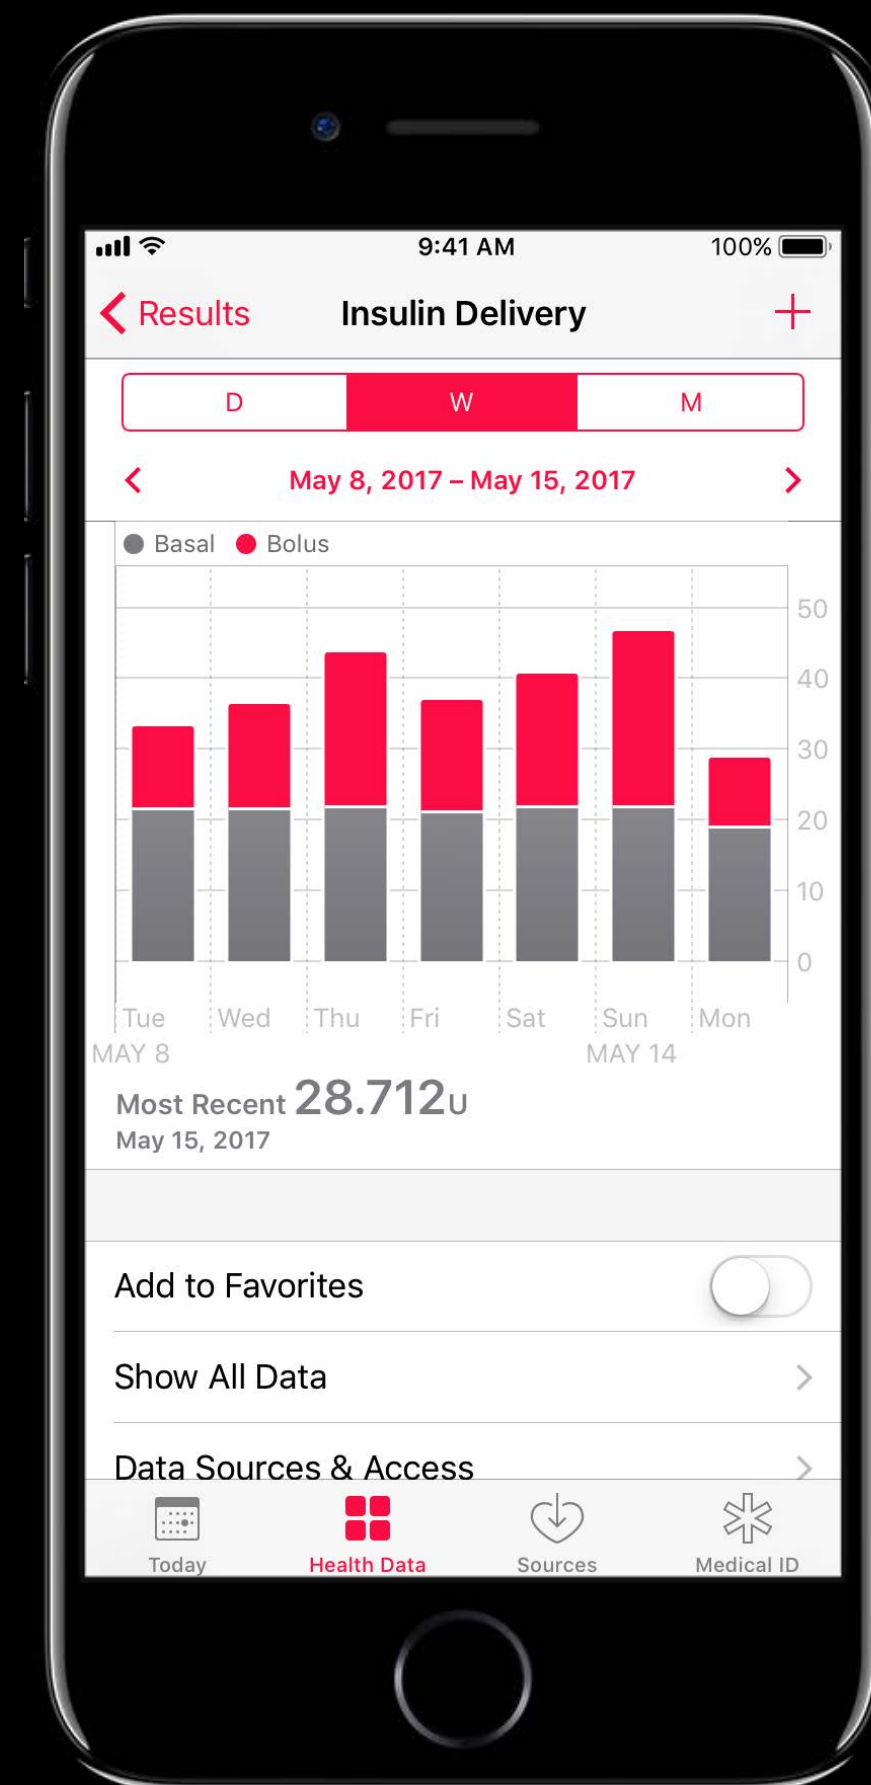 9:41 AM 100%
Results Insulin Delivery
D W M
May 8, 2017 – May 15, 2017
Basal Bolus
50
40
30
20
10
0
Tue Wed Thu Fri Sat Sun Mon
MAY 8 MAY 14
Most Recent 28.712U
May 15, 2017
Add to Favorites
Show All Data
Data Sources & Access
Today Health Data Sources Medical ID